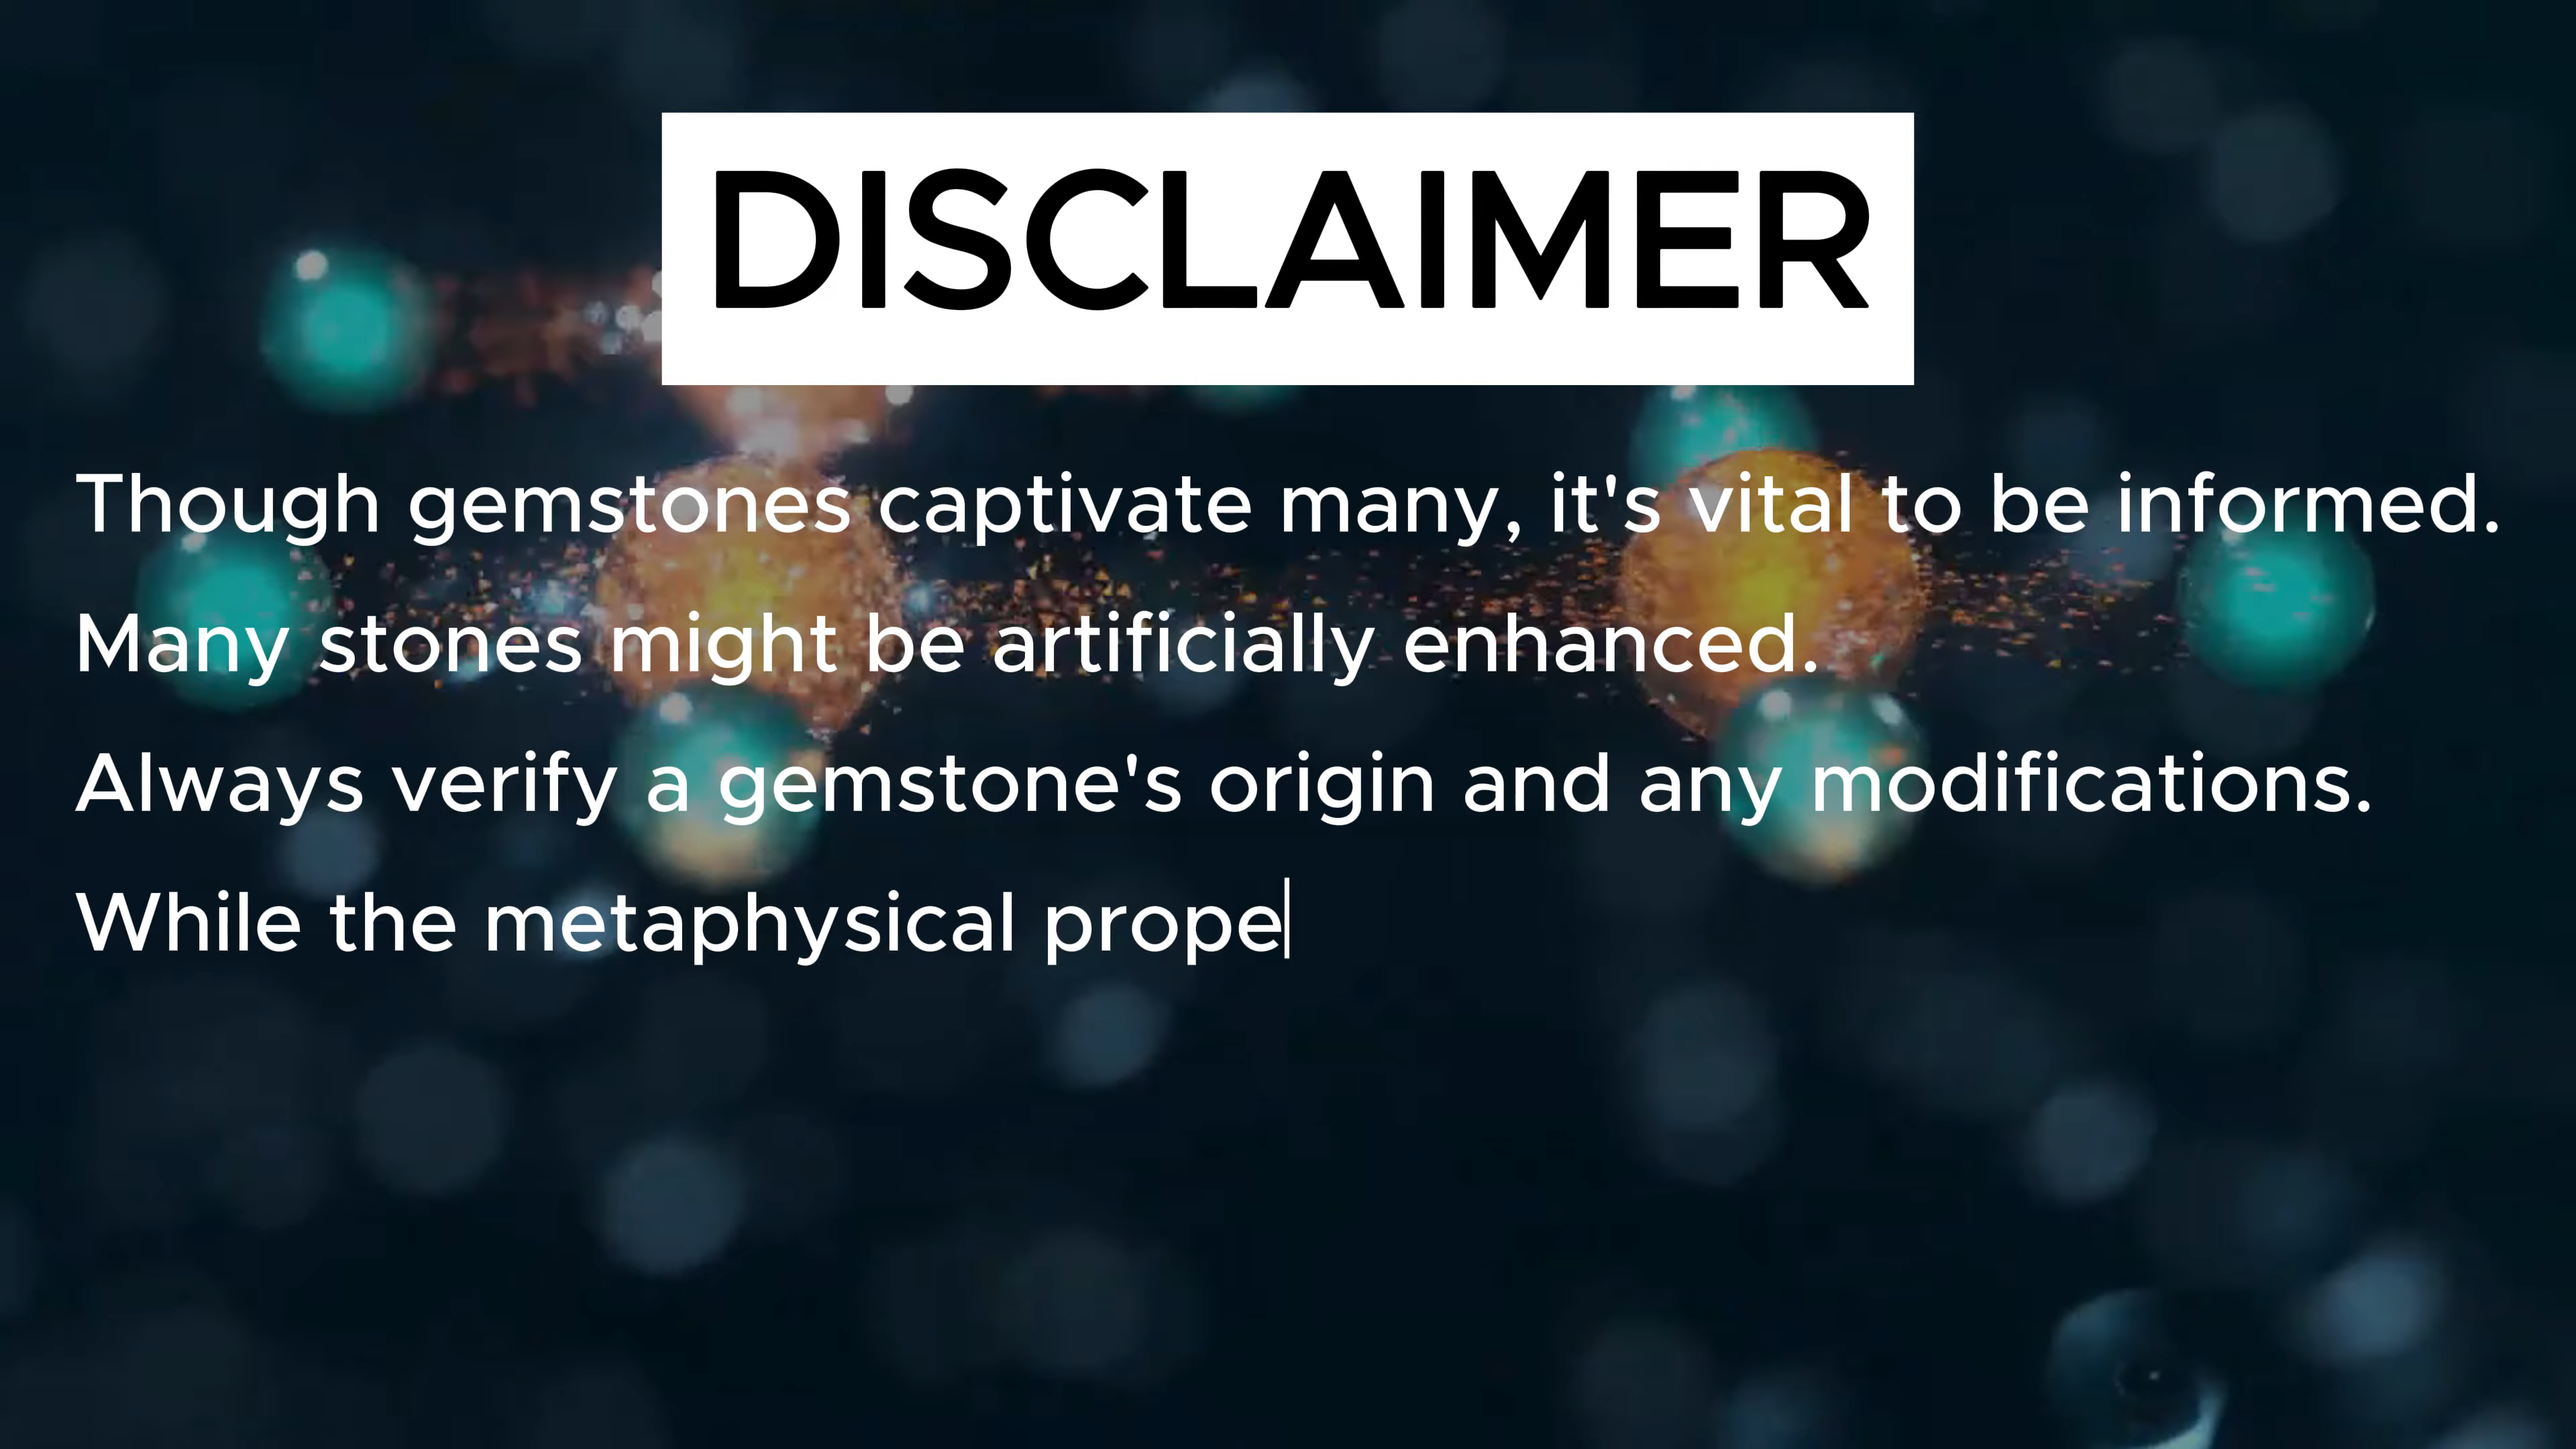 DISCLAIMER
Though gemstones captivate many, it's vital to be informed.
Many stones might be artificially enhanced.
Always verify a gemstone's origin and any modifications.
While the metaphysical prope